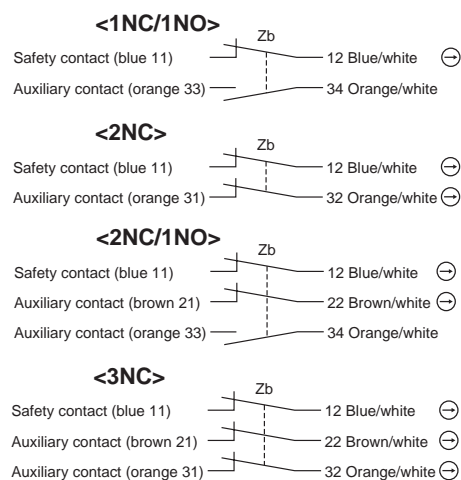 <1NC/1NO>
Zb
Safety contact (blue 11) 12 Blue/white
Auxiliary contact (orange 33) 34 Orange/white
<2NC>
Zb
Safety contact (blue 11) 12 Blue/white
Auxiliary contact (orange 31) 32 Orange/white
<2NC/1NO>
Zb
Safety contact (blue 11) 12 Blue/white
Auxiliary contact (brown 21) 22 Brown/white
Auxiliary contact (orange 33) 34 Orange/white
<3NC>
Zb
Safety contact (blue 11) 12 Blue/white
Auxiliary contact (brown 21) 22 Brown/white
Auxiliary contact (orange 31) 32 Orange/white